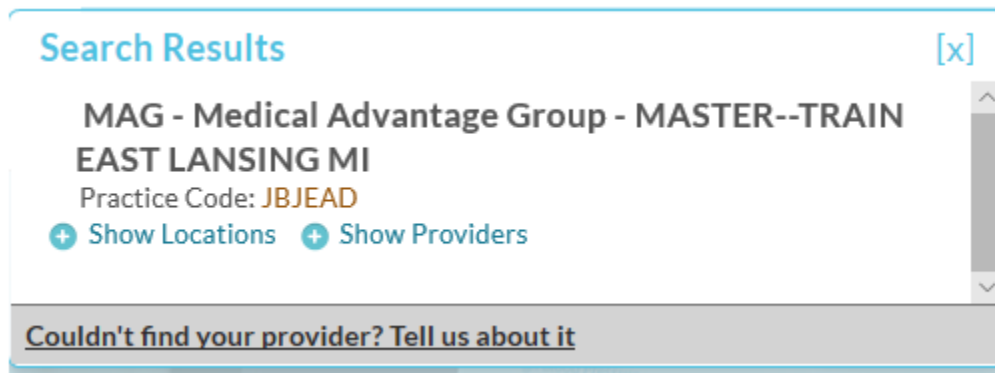 Search Results
[x]
MAG - Medical Advantage Group - MASTER--TRAIN
EAST LANSING MI
Practice Code: JBJEAD
Show Locations Show Providers
Couldn't find your provider? Tell us about it